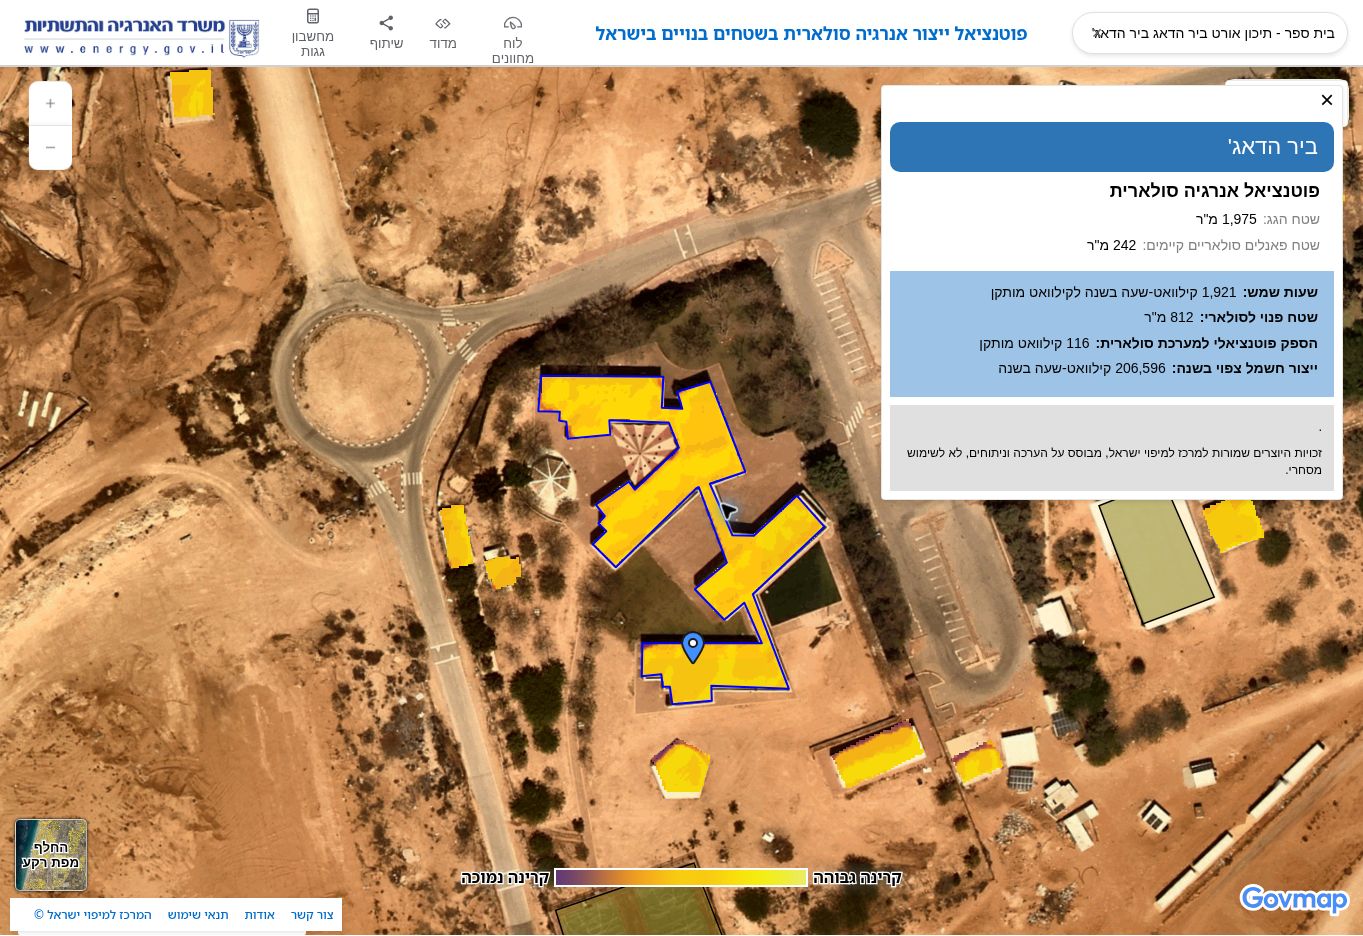 בית ספר - תיכון אורט ביר הדאג ביר הדאג'
פוטנציאל ייצור אנרגיה סולארית בשטחים בנויים בישראל
לוח מחוונים
מדוד
שיתוף
מחשבון גגות
משרד האנרגיה והתשתיות
www.energy.gov.il
ביר הדאג'
פוטנציאל אנרגיה סולארית
שטח הגג: 1,975 מ"ר
שטח פאנלים סולאריים קיימים: 242 מ"ר
שעות שמש: 1,921 קילוואט-שעה בשנה לקילוואט מותקן
שטח פנוי לסולארי: 812 מ"ר
הספק פוטנציאלי למערכת סולארית: 116 קילוואט מותקן
ייצור חשמל צפוי בשנה: 206,596 קילוואט-שעה בשנה
.
זכויות היוצרים שמורות למרכז למיפוי ישראל, מבוסס על הערכה וניתוחים, לא לשימוש
מסחרי.
קרינה גבוהה
קרינה נמוכה
החלף
מפת רקע
Govmap
צור קשר אודות תנאי שימוש המרכז למיפוי ישראל ©